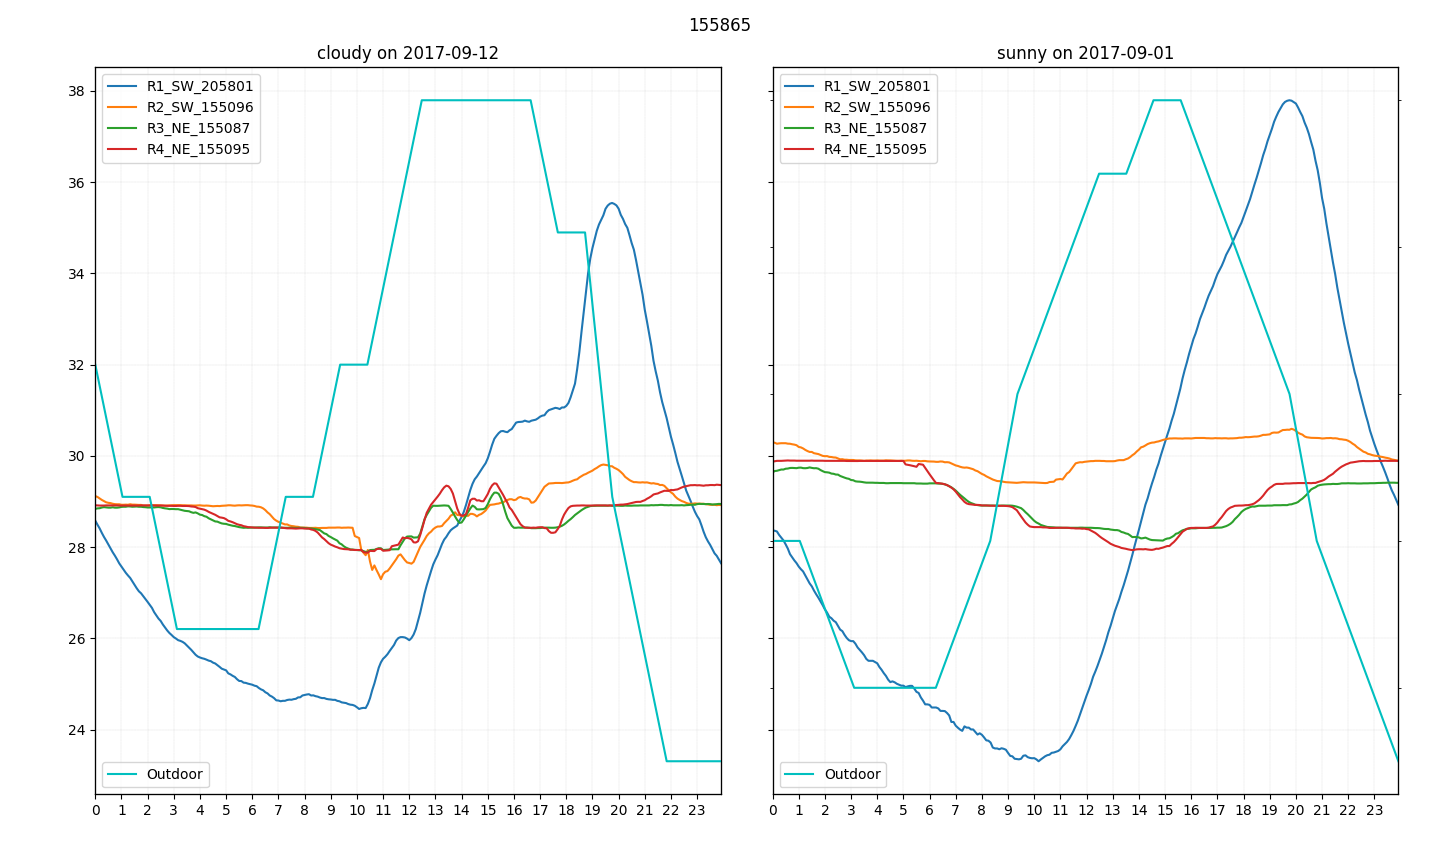 155865
cloudy on 2017-09-12
sunny on 2017-09-01
R1_SW_205801
R2_SW_155096
R3_NE_155087
R4_NE_155095
R1_SW_205801
R2_SW_155096
R3_NE_155087
R4_NE_155095
38
36
34
32
30
28
26
24
Outdoor
Outdoor
0 1 2 3 4 5 6 7 8 9 10 11 12 13 14 15 16 17 18 19 20 21 22 23
0 1 2 3 4 5 6 7 8 9 10 11 12 13 14 15 16 17 18 19 20 21 22 23